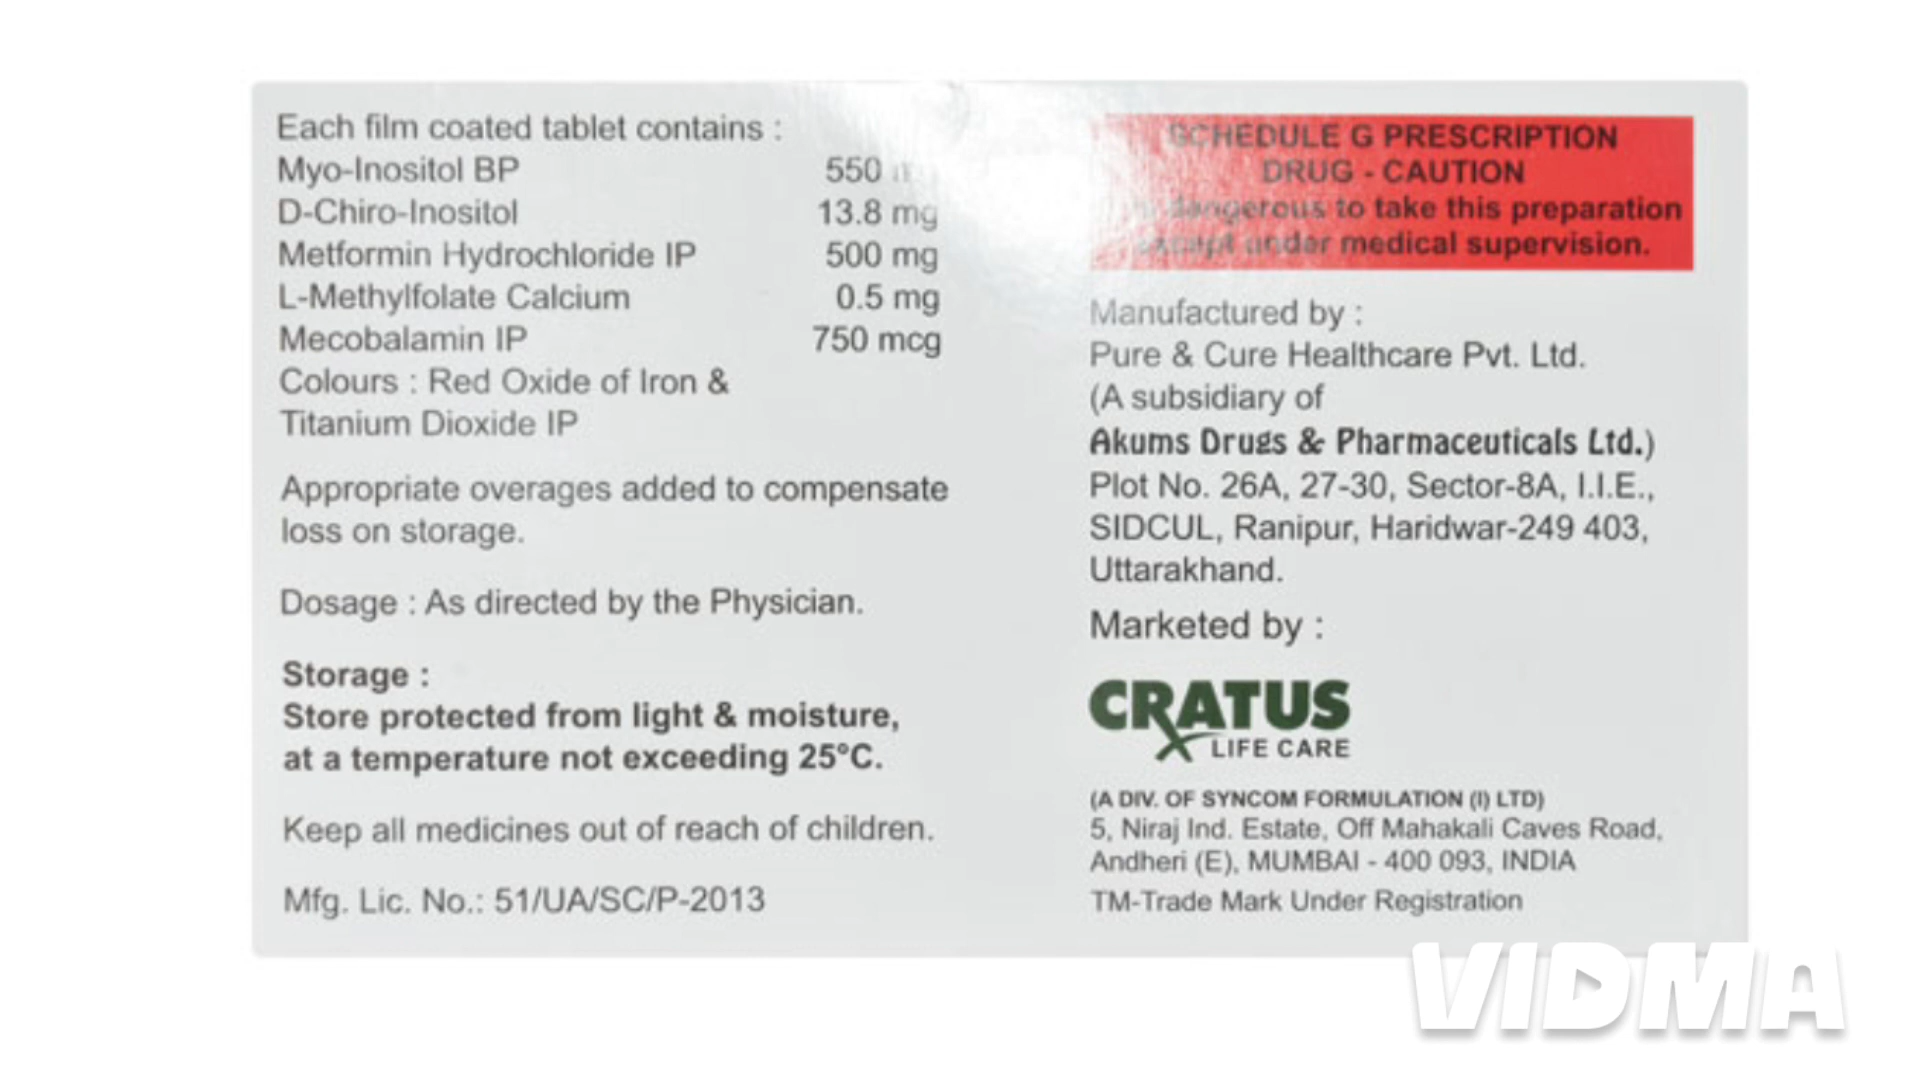 Each film coated tablet contains :
Myo-Inositol BP 550
D-Chiro-Inositol 13.8 mg
Metformin Hydrochloride IP 500 mg
L-Methylfolate Calcium 0.5 mg
Mecobalamin IP 750 mcg
Colours : Red Oxide of Iron &
Titanium Dioxide IP
Appropriate overages added to compensate
loss on storage.
Dosage : As directed by the Physician.
Storage :
Store protected from light & moisture,
at a temperature not exceeding 25°C.
Keep all medicines out of reach of children.
Mfg. Lic. No.: 51/UA/SC/P-2013
SCHEDULE G PRESCRIPTION
DRUG - CAUTION
dangerous to take this preparation
except under medical supervision.
Manufactured by :
Pure & Cure Healthcare Pvt. Ltd.
(A subsidiary of
Akums Drugs & Pharmaceuticals Ltd.)
Plot No. 26A, 27-30, Sector-8A, I.I.E.,
SIDCUL, Ranipur, Haridwar-249 403,
Uttarakhand.
Marketed by :
CRATUS
LIFE CARE
(A DIV. OF SYNCOM FORMULATION (I) LTD)
5, Niraj Ind. Estate, Off Mahakali Caves Road,
Andheri (E), MUMBAI - 400 093, INDIA
TM-Trade Mark Under Registration
VIDMA